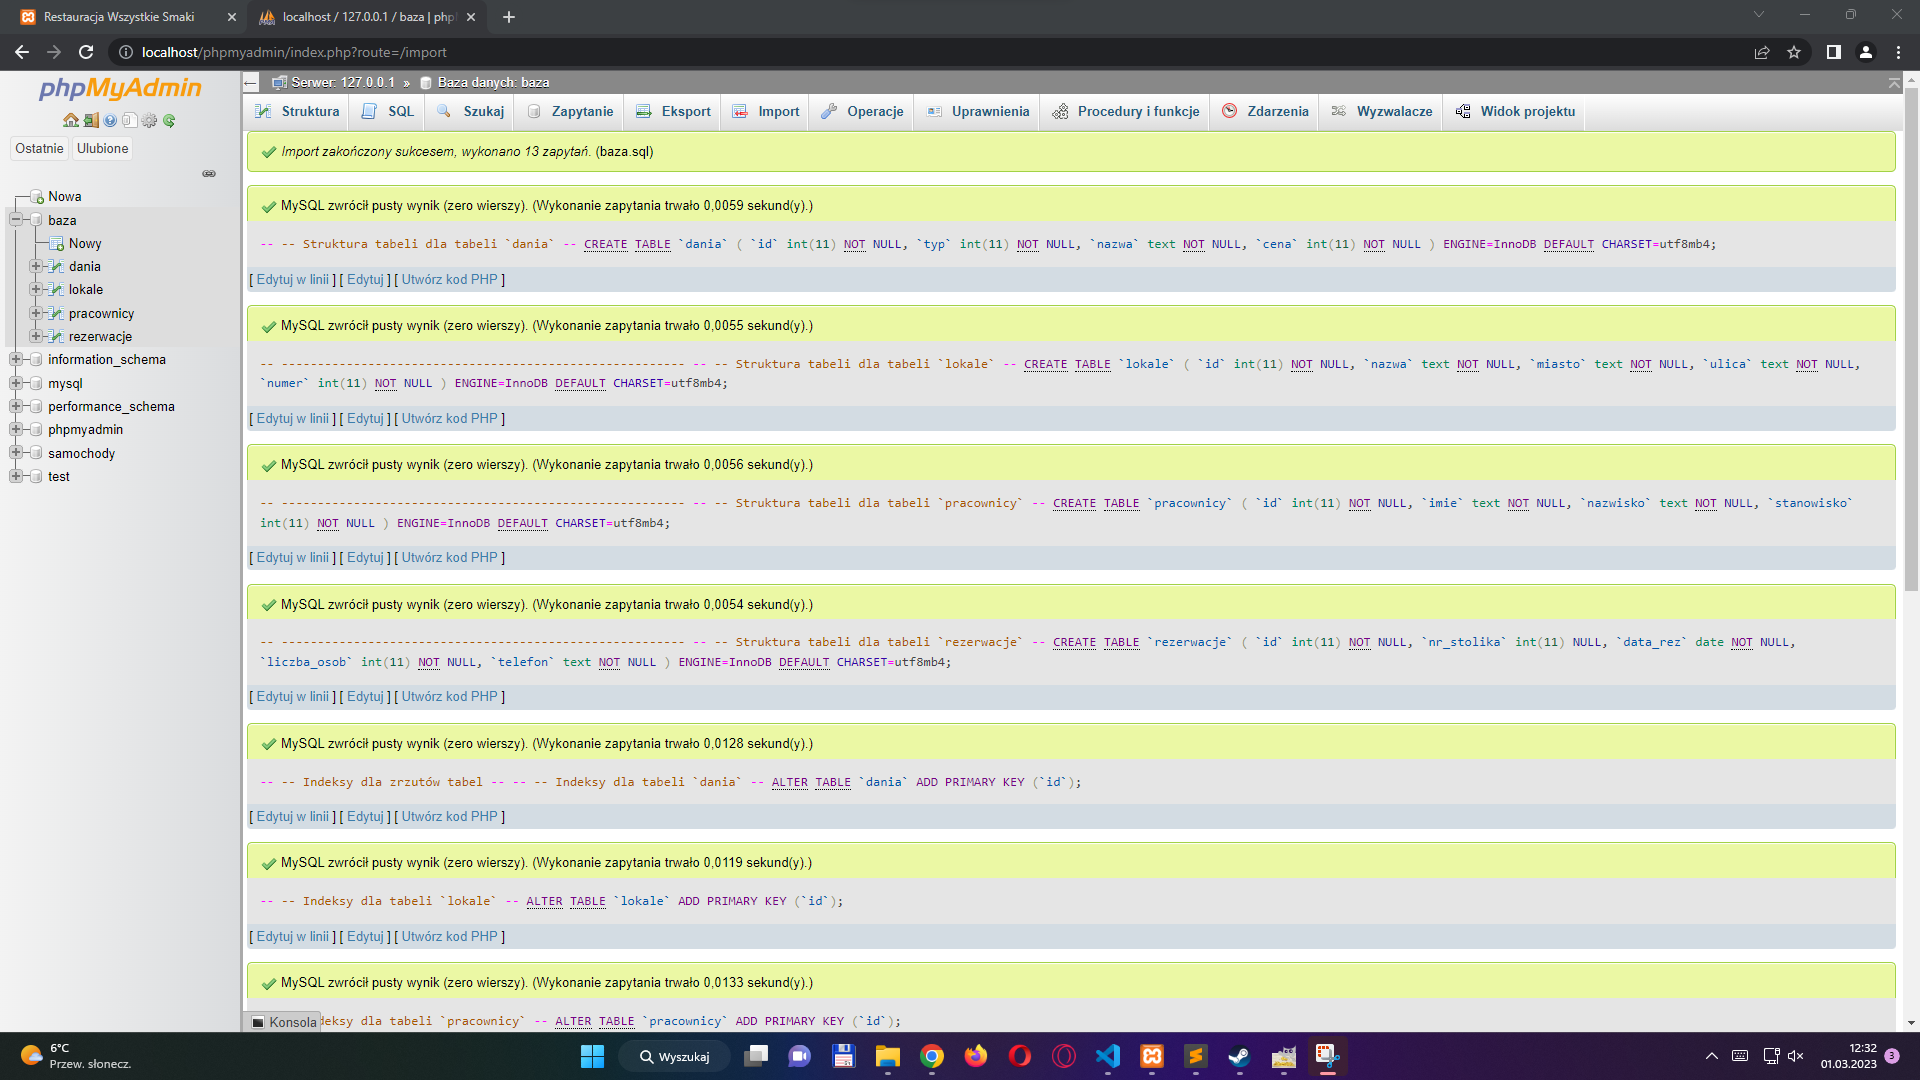 Restauracja Wszystkie Smaki
localhost / 127.0.0.1 / baza | php
localhost/phpmyadmin/index.php?route=/import
phpMyAdmin
Ostatnie
Ulubione
Nowa
baza
Nowy
dania
lokale
pracownicy
rezerwacje
information_schema
mysql
performance_schema
phpmyadmin
samochody
test
Serwer: 127.0.0.1 » Baza danych: baza
Struktura SQL Szukaj Zapytanie Eksport Import Operacje Uprawnienia Procedury i funkcje Zdarzenia Wyzwalacze Widok projektu
Import zakończony sukcesem, wykonano 13 zapytań. (baza.sql)
MySQL zwrócił pusty wynik (zero wierszy). (Wykonanie zapytania trwało 0,0059 sekund(y).)
-- -- Struktura tabeli dla tabeli `dania` -- CREATE TABLE `dania` ( `id` int(11) NOT NULL, `typ` int(11) NOT NULL, `nazwa` text NOT NULL, `cena` int(11) NOT NULL ) ENGINE=InnoDB DEFAULT CHARSET=utf8mb4;
[ Edytuj w linii ] [ Edytuj ] [ Utwórz kod PHP ]
MySQL zwrócił pusty wynik (zero wierszy). (Wykonanie zapytania trwało 0,0055 sekund(y).)
-- -------------------------------------------------------- -- -- Struktura tabeli dla tabeli `lokale` -- CREATE TABLE `lokale` ( `id` int(11) NOT NULL, `nazwa` text NOT NULL, `miasto` text NOT NULL, `ulica` text NOT NULL,
`numer` int(11) NOT NULL ) ENGINE=InnoDB DEFAULT CHARSET=utf8mb4;
[ Edytuj w linii ] [ Edytuj ] [ Utwórz kod PHP ]
MySQL zwrócił pusty wynik (zero wierszy). (Wykonanie zapytania trwało 0,0056 sekund(y).)
-- -------------------------------------------------------- -- -- Struktura tabeli dla tabeli `pracownicy` -- CREATE TABLE `pracownicy` ( `id` int(11) NOT NULL, `imie` text NOT NULL, `nazwisko` text NOT NULL, `stanowisko`
int(11) NOT NULL ) ENGINE=InnoDB DEFAULT CHARSET=utf8mb4;
[ Edytuj w linii ] [ Edytuj ] [ Utwórz kod PHP ]
MySQL zwrócił pusty wynik (zero wierszy). (Wykonanie zapytania trwało 0,0054 sekund(y).)
-- -------------------------------------------------------- -- -- Struktura tabeli dla tabeli `rezerwacje` -- CREATE TABLE `rezerwacje` ( `id` int(11) NOT NULL, `nr_stolika` int(11) NULL, `data_rez` date NOT NULL,
`liczba_osob` int(11) NOT NULL, `telefon` text NOT NULL ) ENGINE=InnoDB DEFAULT CHARSET=utf8mb4;
[ Edytuj w linii ] [ Edytuj ] [ Utwórz kod PHP ]
MySQL zwrócił pusty wynik (zero wierszy). (Wykonanie zapytania trwało 0,0128 sekund(y).)
-- -- Indeksy dla zrzutów tabel -- -- -- Indeksy dla tabeli `dania` -- ALTER TABLE `dania` ADD PRIMARY KEY (`id`);
[ Edytuj w linii ] [ Edytuj ] [ Utwórz kod PHP ]
MySQL zwrócił pusty wynik (zero wierszy). (Wykonanie zapytania trwało 0,0119 sekund(y).)
-- -- Indeksy dla tabeli `lokale` -- ALTER TABLE `lokale` ADD PRIMARY KEY (`id`);
[ Edytuj w linii ] [ Edytuj ] [ Utwórz kod PHP ]
MySQL zwrócił pusty wynik (zero wierszy). (Wykonanie zapytania trwało 0,0133 sekund(y).)
deksy dla tabeli `pracownicy` -- ALTER TABLE `pracownicy` ADD PRIMARY KEY (`id`);
Konsola
6°C
Przew. słonecz.
Wyszukaj
12:32
01.03.2023
3